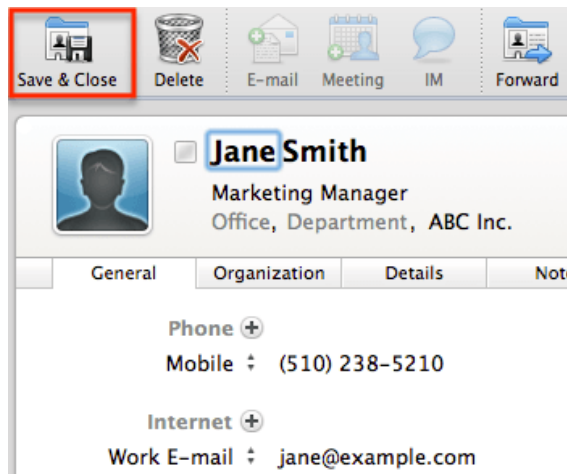 Save & Close Delete E-mail Meeting IM Forward
Jane Smith
Marketing Manager
Office, Department, ABC Inc.
General Organization Details
Phone
Mobile (510) 238-5210
Internet
Work E-mail jane@example.com